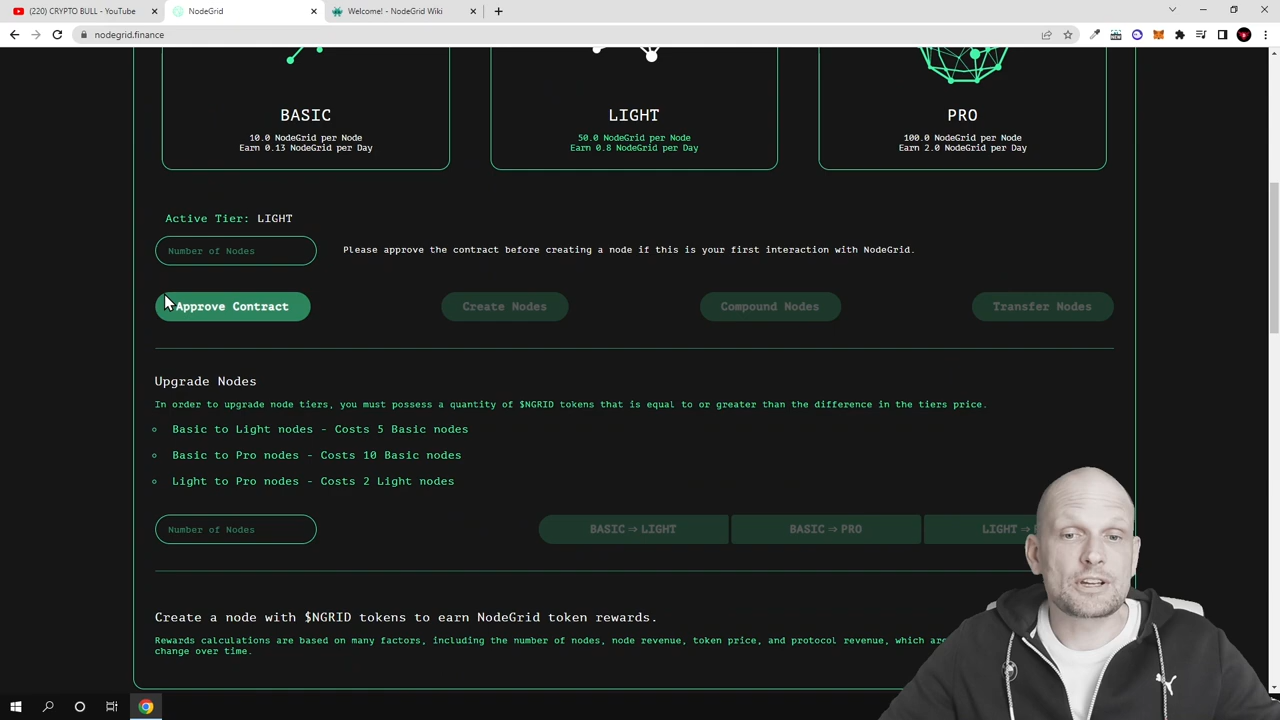 (220) CRYPTO BULL - YouTube
NodeGrid
Welcome! - NodeGrid Wiki
nodegrid.finance
BASIC
10.0 NodeGrid per Node
Earn 0.13 NodeGrid per Day
LIGHT
50.0 NodeGrid per Node
Earn 0.8 NodeGrid per Day
PRO
100.0 NodeGrid per Node
Earn 2.0 NodeGrid per Day
Active Tier: LIGHT
Number of Nodes
Please approve the contract before creating a node if this is your first interaction with NodeGrid.
Approve Contract
Create Nodes
Compound Nodes
Transfer Nodes
Upgrade Nodes
In order to upgrade node tiers, you must possess a quantity of $NGRID tokens that is equal to or greater than the difference in the tiers price.
Basic to Light nodes - Costs 5 Basic nodes
Basic to Pro nodes - Costs 10 Basic nodes
Light to Pro nodes - Costs 2 Light nodes
Number of Nodes
BASIC ⇒ LIGHT
BASIC ⇒ PRO
LIGHT ⇒
Create a node with $NGRID tokens to earn NodeGrid token rewards.
Rewards calculations are based on many factors, including the number of nodes, node revenue, token price, and protocol revenue, which are
change over time.